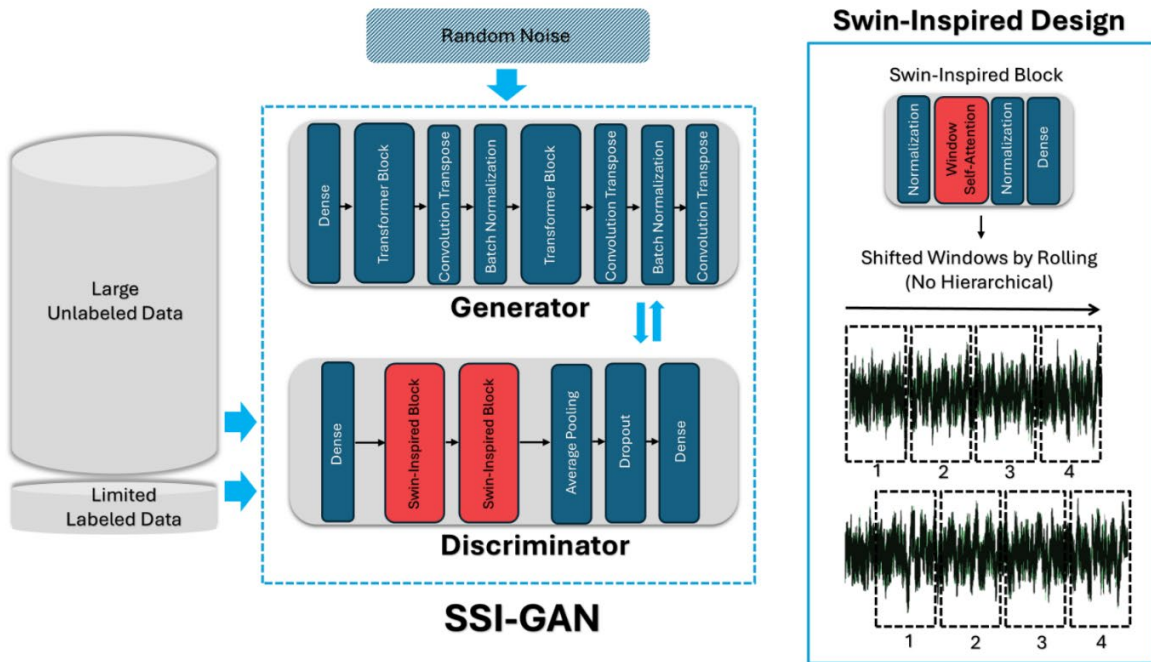 Random Noise
Large
Unlabeled Data
Limited
Labeled Data
Dense
Transformer Block
Convolution Transpose
Batch Normalization
Transformer Block
Convolution Transpose
Batch Normalization
Convolution Transpose
Generator
Dense
Swin-Inspired Block
Swin-Inspired Block
Average Pooling
Dropout
Dense
Discriminator
SSI-GAN
Swin-Inspired Design
Swin-Inspired Block
Normalization
Window
Self-Attention
Normalization
Dense
Shifted Windows by Rolling
(No Hierarchical)
1 2 3 4
1 2 3 4